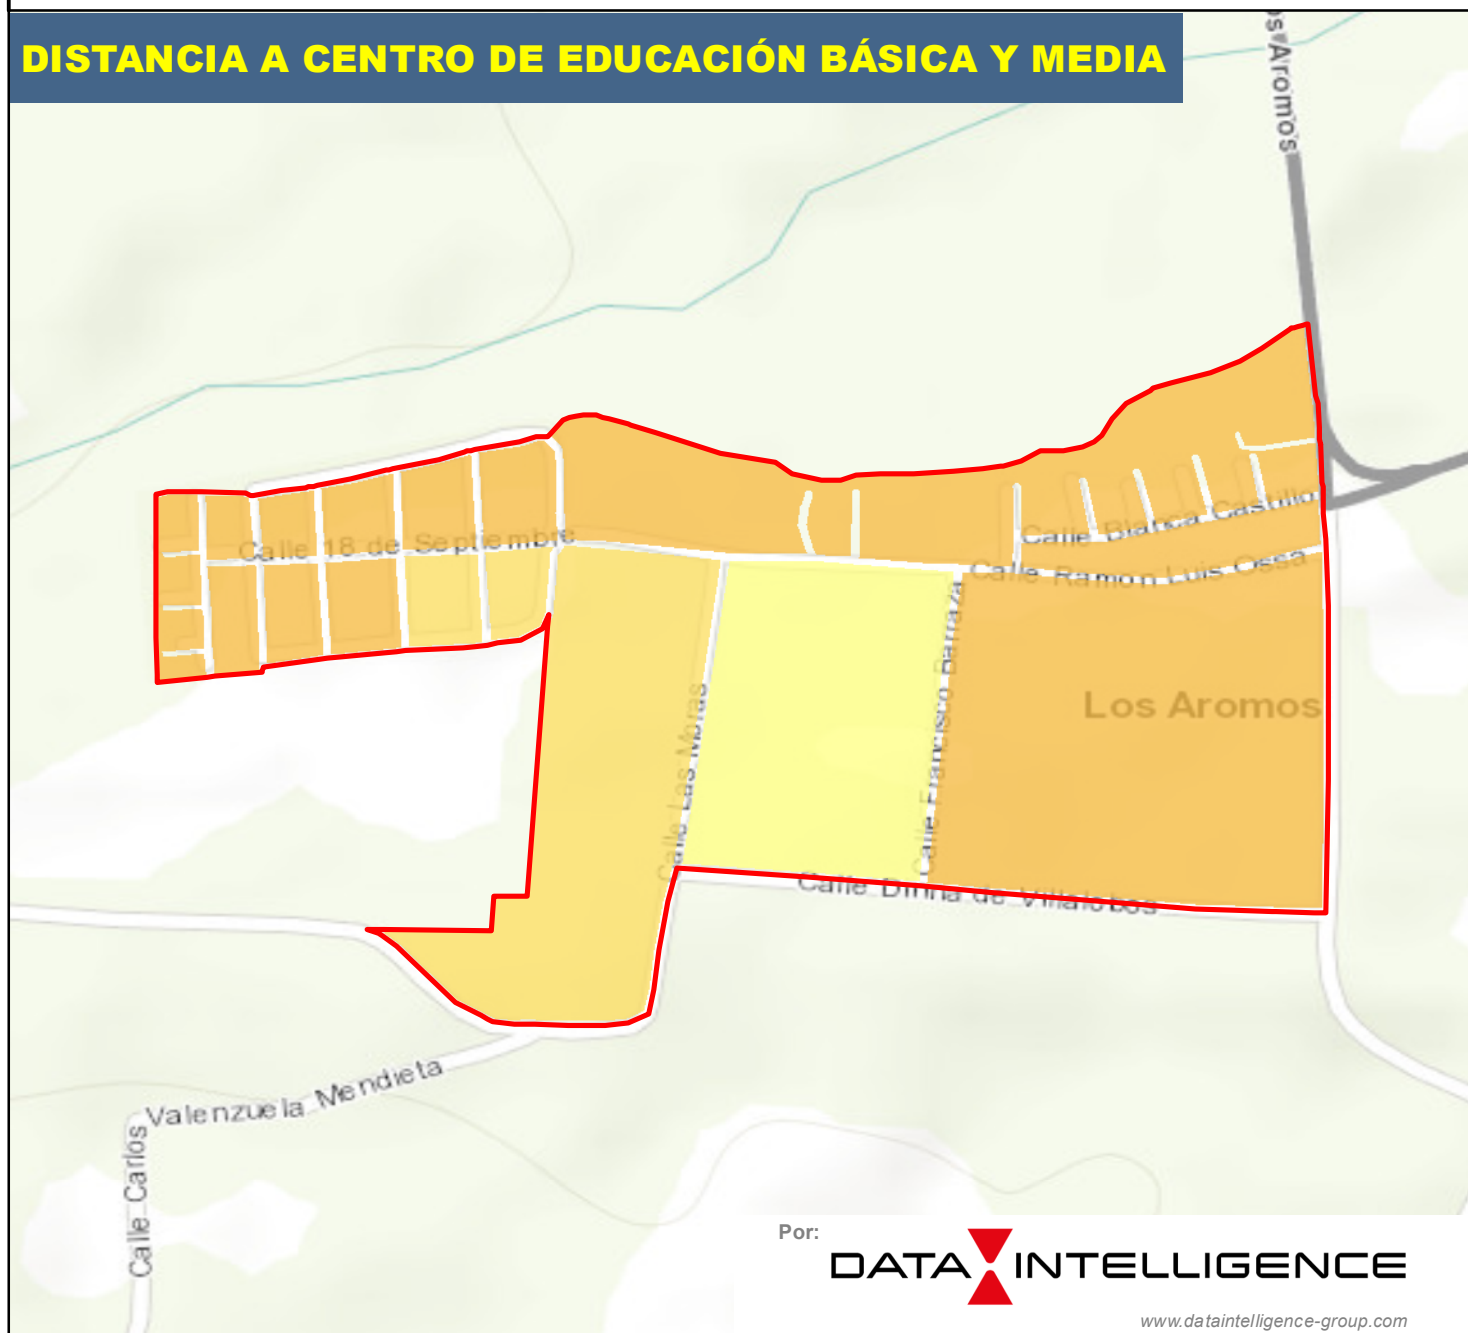 DISTANCIA A CENTRO DE EDUCACIÓN BÁSICA Y MEDIA
os Aromos
Calle 18 de Septiembre
Calle Blanca Castillo
Calle Ramon Luis Ossa
Calle Francisco Barraza
Los Aromos
Calle Las Moras
Calle Dinna de Villalobos
Valenzuela Mendieta
Calle Carlos
Por:
DATA INTELLIGENCE
www.dataintelligence-group.com